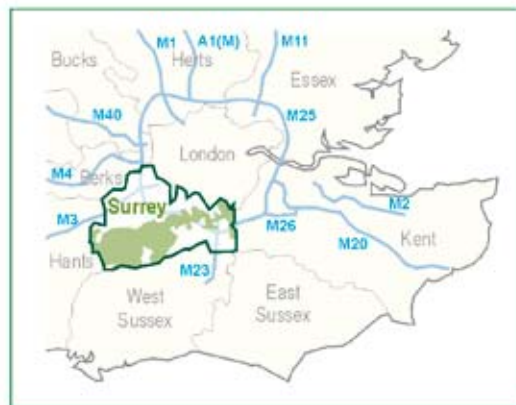 M1
A1(M)
M11
Bucks
Herts
Essex
M40
M25
London
M4
Berks
M3
Surrey
M2
M26
Kent
M20
Hants
M23
West
Sussex
East
Sussex